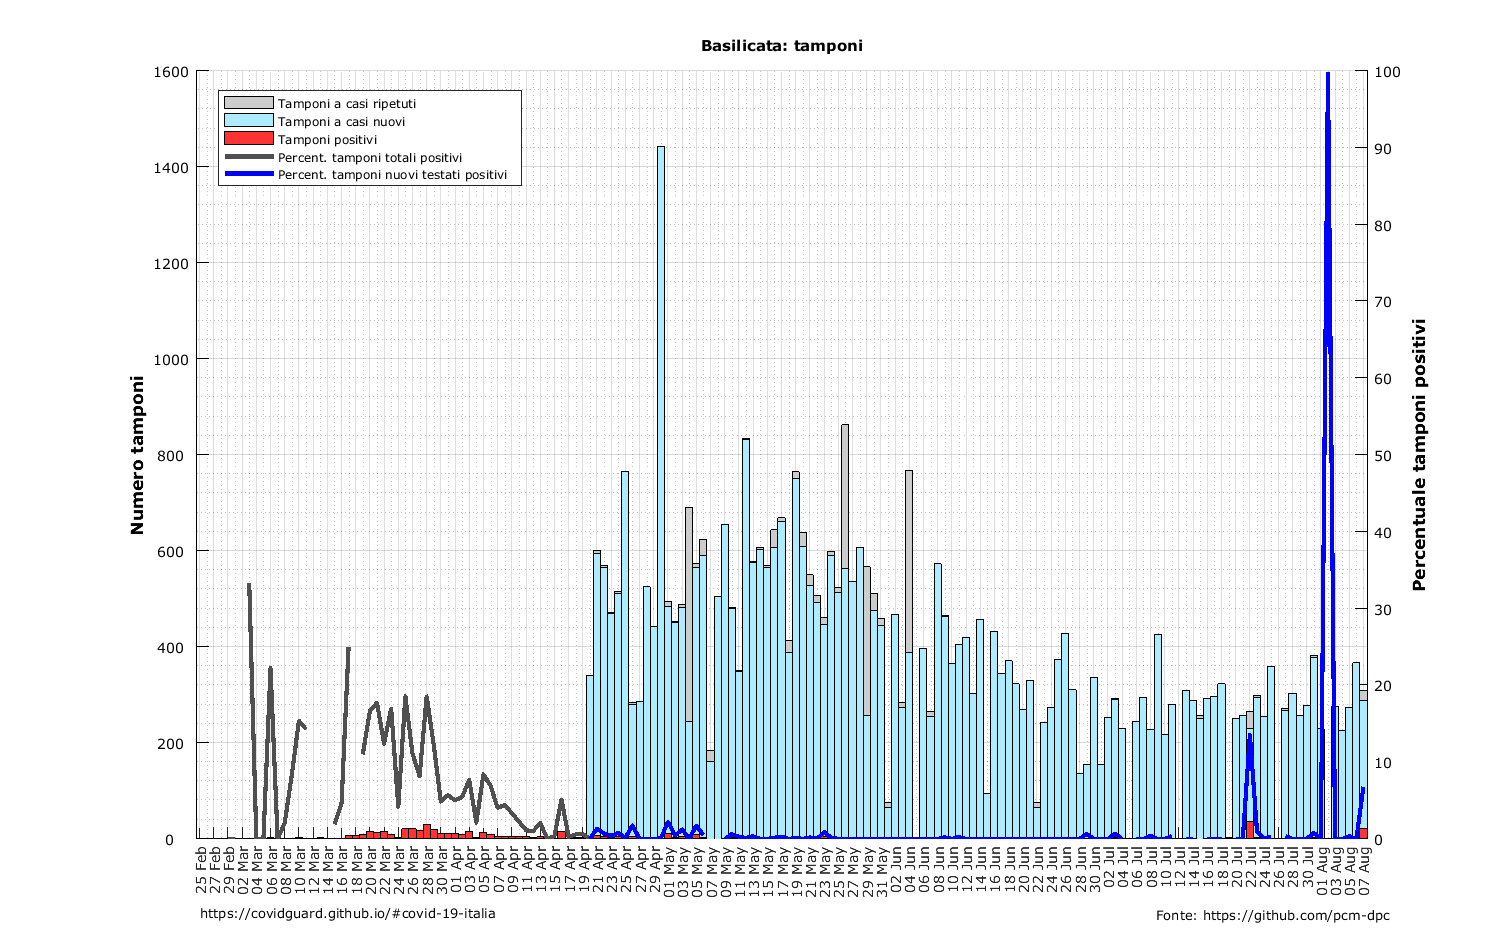 Basilicata: tamponi
Tamponi a casi ripetuti
Tamponi a casi nuovi
Tamponi positivi
Percent. tamponi totali positivi
Percent. tamponi nuovi testati positivi
Numero tamponi
1600
1400
1200
1000
800
600
400
200
0
100
90
80
70
60
50
40
30
20
10
0
Percentuale tamponi positivi
25 Feb
27 Feb
29 Feb
02 Mar
04 Mar
06 Mar
08 Mar
10 Mar
12 Mar
14 Mar
16 Mar
18 Mar
20 Mar
22 Mar
24 Mar
26 Mar
28 Mar
30 Mar
01 Apr
03 Apr
05 Apr
07 Apr
09 Apr
11 Apr
13 Apr
15 Apr
17 Apr
19 Apr
21 Apr
23 Apr
25 Apr
27 Apr
29 Apr
01 May
03 May
05 May
07 May
09 May
11 May
13 May
15 May
17 May
19 May
21 May
23 May
25 May
27 May
29 May
31 May
02 Jun
04 Jun
06 Jun
08 Jun
10 Jun
12 Jun
14 Jun
16 Jun
18 Jun
20 Jun
22 Jun
24 Jun
26 Jun
28 Jun
30 Jun
02 Jul
04 Jul
06 Jul
08 Jul
10 Jul
12 Jul
14 Jul
16 Jul
18 Jul
20 Jul
22 Jul
24 Jul
26 Jul
28 Jul
30 Jul
01 Aug
03 Aug
05 Aug
07 Aug
https://covidguard.github.io/#covid-19-italia
Fonte: https://github.com/pcm-dpc